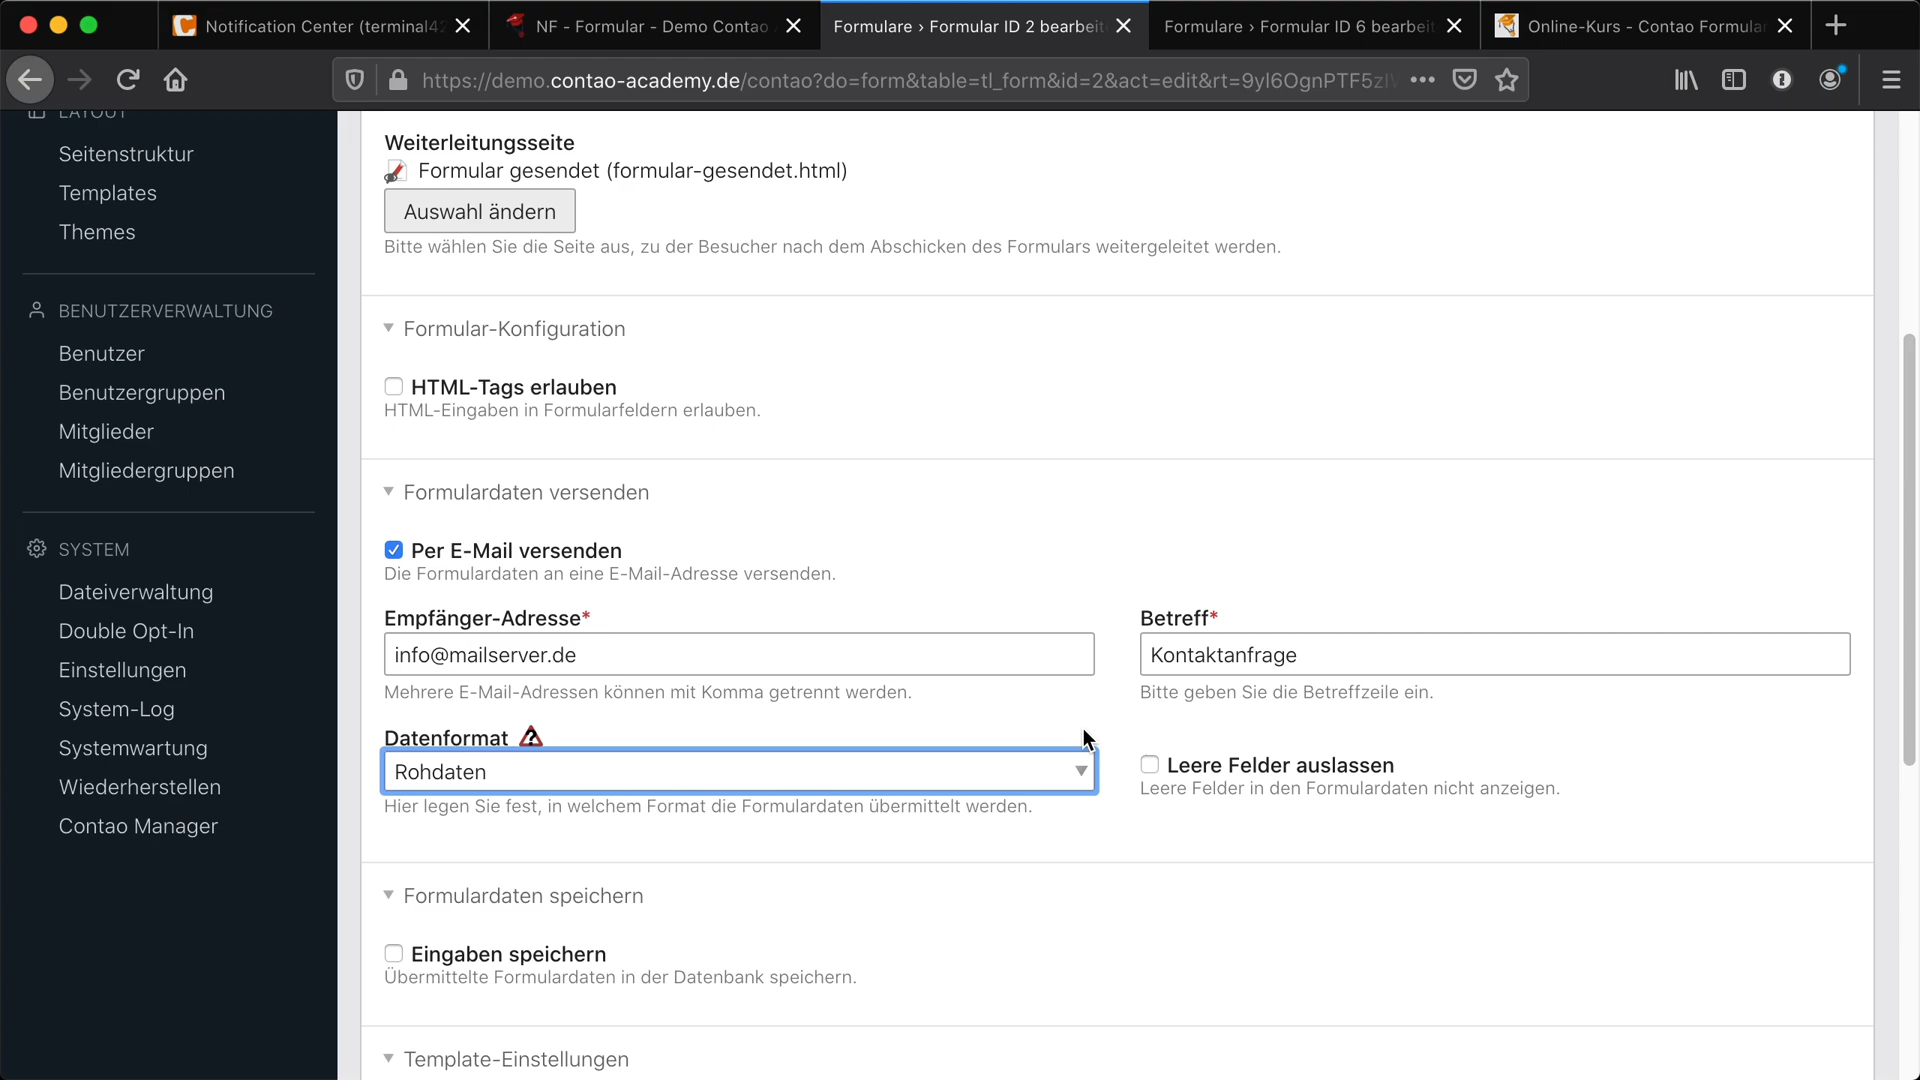 Notification Center (terminal42
NF - Formular - Demo Contao
Formulare › Formular ID 2 bearbeit
Formulare › Formular ID 6 bearbeit
Online-Kurs - Contao Formular
https://demo.contao-academy.de/contao?do=form&table=tl_form&id=2&act=edit&rt=9yl6OgnPTF5zl
LAYOUT
Seitenstruktur
Templates
Themes
BENUTZERVERWALTUNG
Benutzer
Benutzergruppen
Mitglieder
Mitgliedergruppen
SYSTEM
Dateiverwaltung
Double Opt-In
Einstellungen
System-Log
Systemwartung
Wiederherstellen
Contao Manager
Weiterleitungsseite
Formular gesendet (formular-gesendet.html)
Auswahl ändern
Bitte wählen Sie die Seite aus, zu der Besucher nach dem Abschicken des Formulars weitergeleitet werden.
Formular-Konfiguration
HTML-Tags erlauben
HTML-Eingaben in Formularfeldern erlauben.
Formulardaten versenden
Per E-Mail versenden
Die Formulardaten an eine E-Mail-Adresse versenden.
Empfänger-Adresse*
info@mailserver.de
Mehrere E-Mail-Adressen können mit Komma getrennt werden.
Betreff*
Kontaktanfrage
Bitte geben Sie die Betreffzeile ein.
Datenformat
Rohdaten
Hier legen Sie fest, in welchem Format die Formulardaten übermittelt werden.
Leere Felder auslassen
Leere Felder in den Formulardaten nicht anzeigen.
Formulardaten speichern
Eingaben speichern
Übermittelte Formulardaten in der Datenbank speichern.
Template-Einstellungen